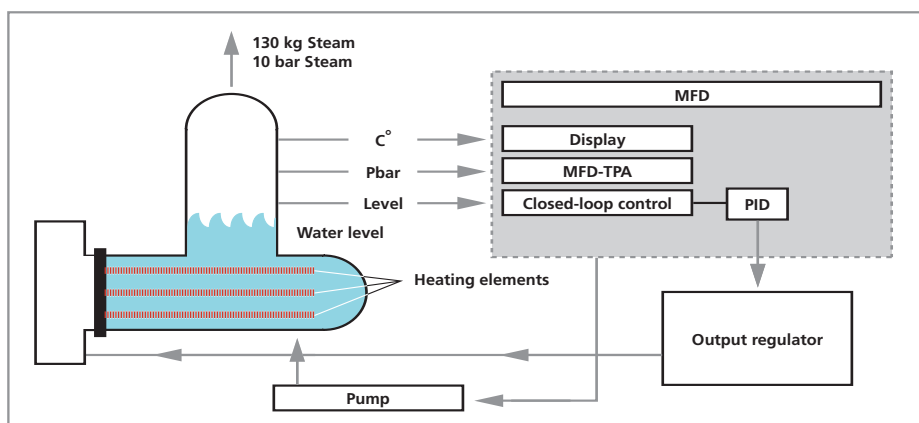 130 kg Steam
10 bar Steam
MFD
C°
Display
Pbar
MFD-TPA
Level
Closed-loop control
PID
Water level
Heating elements
Output regulator
Pump